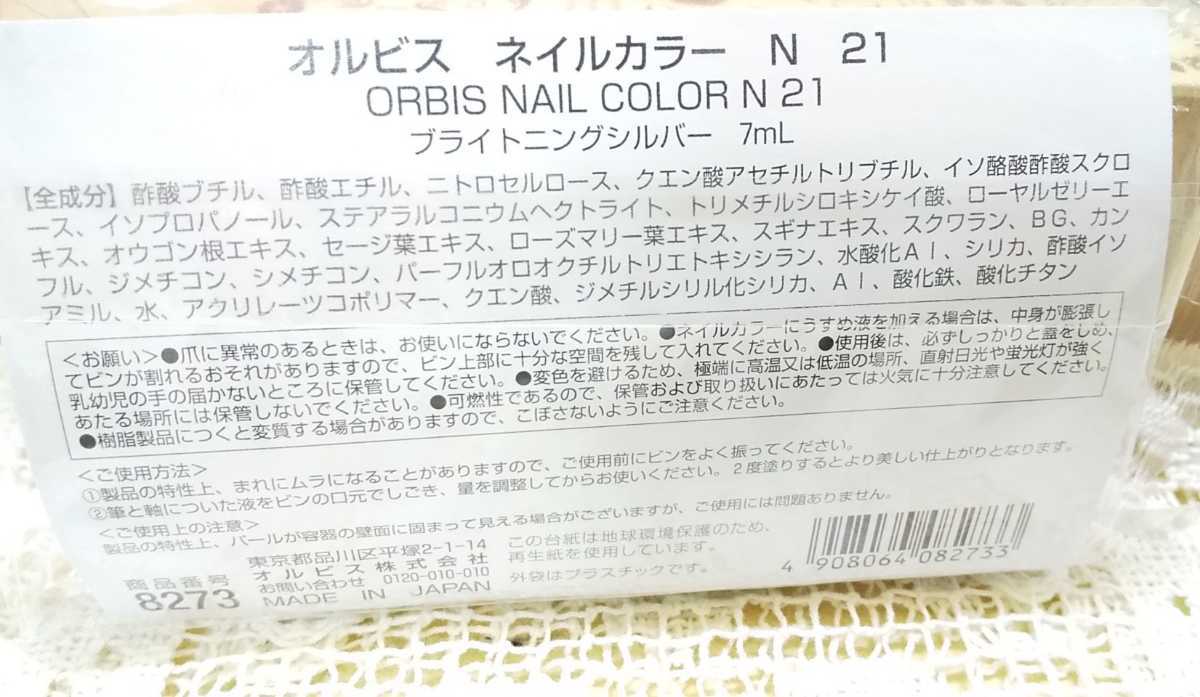 オルビス ネイルカラー N 21
ORBIS NAIL COLOR N 21
ブライトニングシルバー 7mL
【全成分】酢酸ブチル、酢酸エチル、ニトロセルロース、クエン酸アセチルトリブチル、イソ酪酸酢酸スクロ
ース、イソプロパノール、ステアラルコニウムヘクトライト、トリメチルシロキシケイ酸、ローヤルゼリーエ
キス、オウゴン根エキス、セージ葉エキス、ローズマリー葉エキス、スギナエキス、スクワラン、BG、カン
フル、ジメチコン、シメチコン、パーフルオロオクチルトリエトキシシラン、水酸化Al、シリカ、酢酸イソ
アミル、水、アクリレーツコポリマー、クエン酸、ジメチルシリル化シリカ、Al、酸化鉄、酸化チタン
<お願い>●爪に異常のあるときは、お使いにならないでください。●ネイルカラーにうすめ液を加える場合は、中身が膨張し
てビンが割れるおそれがありますので、ビン上部に十分な空間を残して入れてください。●使用後は、必ずしっかりと蓋をしめ、
乳幼児の手の届かないところに保管してください。●変色を避けるため、極端に高温又は低温の場所、直射日光や蛍光灯が強く
あたる場所には保管しないでください。●可燃性であるので、保管および取り扱いにあたっては火気に十分注意してください。
●樹脂製品につくと変質する場合がありますので、こぼさないようにご注意ください。
<ご使用方法>
①製品の特性上、まれにムラになることがありますので、ご使用前にビンをよく振ってください。
②筆と軸についた液をビンの口元でしごき、量を調整してからお使いください。2度塗りするとより美しい仕上がりとなります。
<ご使用上の注意>
製品の特性上、パールが容器の壁面に固まって見える場合がございますが、ご使用には問題ありません。
商品番号
8273
東京都品川区平塚2-1-14
オルビス株式会社
お問い合わせ 0120-010-010
MADE IN JAPAN
この台紙は地球環境保護のため、
再生紙を使用しています。
外袋はプラスチックです。
4 908064 082733